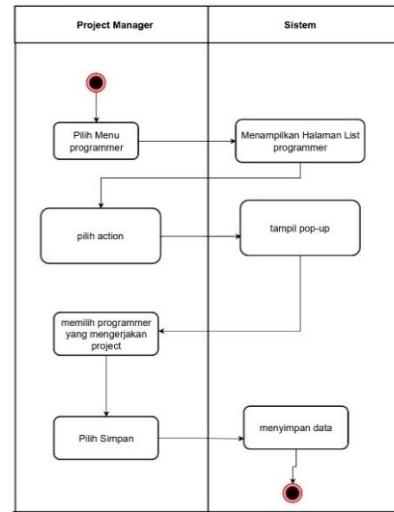 Project Manager
Sistem
Pilih Menu
programmer
Menampilkan Halaman List
programmer
pilih action
tampil pop-up
memilih programmer
yang mengerjakan
project
Pilih Simpan
menyimpan data